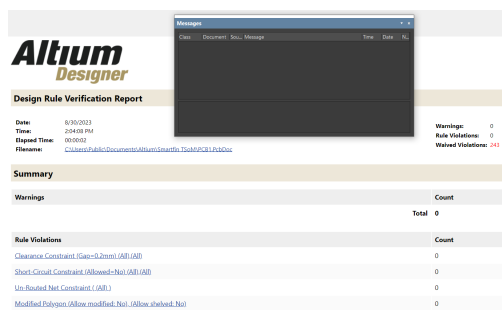 Messages
Class Document Sou... Message Time Date N...
Altium
Designer
Design Rule Verification Report
Date: 8/30/2023
Time: 2:04:08 PM
Elapsed Time: 00:00:02
Filename: C:\Users\Public\Documents\Altium\Smartfin TSoM\PCB1.PcbDoc
Warnings: 0
Rule Violations: 0
Waived Violations: 243
Summary
Warnings Count
Total 0
Rule Violations Count
Clearance Constraint (Gap=0.2mm) (All),(All) 0
Short-Circuit Constraint (Allowed=No) (All),(All) 0
Un-Routed Net Constraint ( (All) ) 0
Modified Polygon (Allow modified: No), (Allow shelved: No) 0